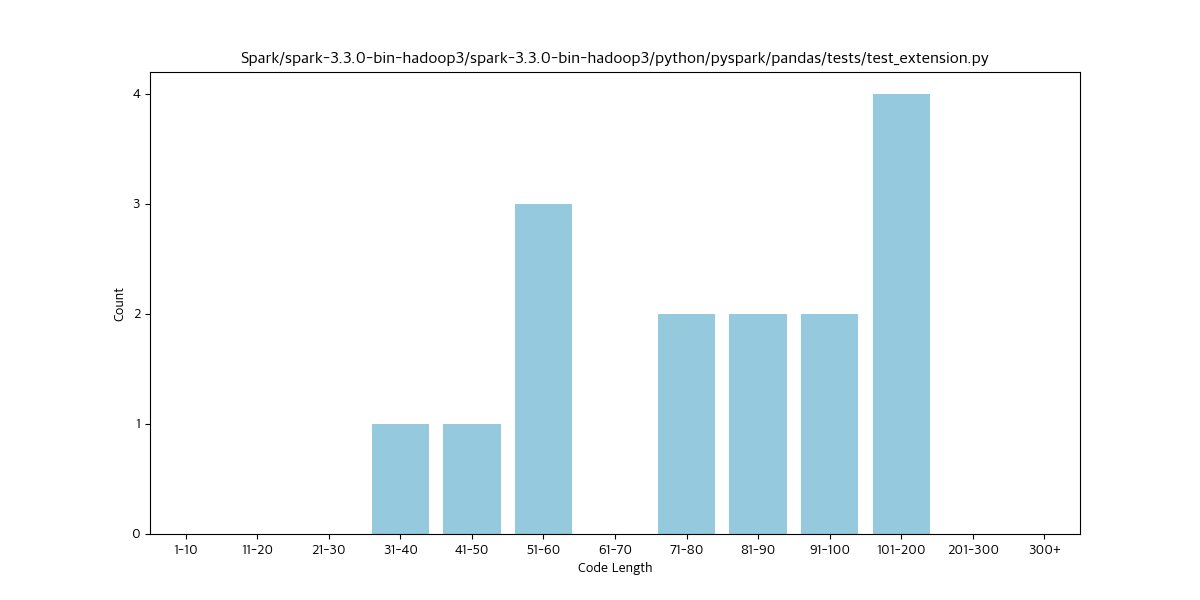 Spark/spark-3.3.0-bin-hadoop3/spark-3.3.0-bin-hadoop3/python/pyspark/pandas/tests/test_extension.py
4
3
2
1
0
Count
1-10 11-20 21-30 31-40 41-50 51-60 61-70 71-80 81-90 91-100 101-200 201-300 300+
Code Length